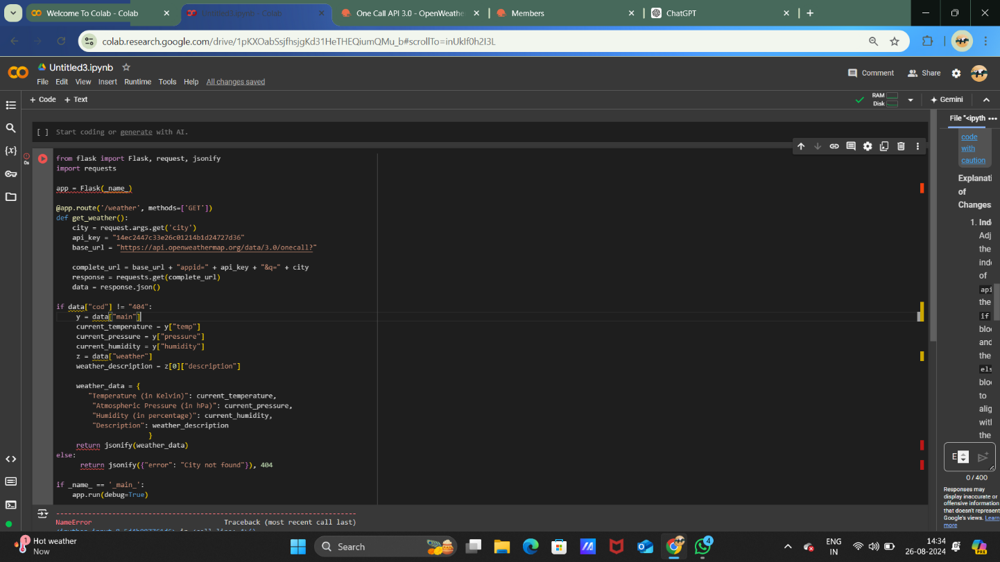 Welcome To Colab - Colab
Untitled3.ipynb - Colab
One Call API 3.0 - OpenWeathe
Members
ChatGPT
colab.research.google.com/drive/1pKXOabSsjfhsjgKd31HeTHEQiumQMu_b#scrollTo=inUkIf0h2I3L
Untitled3.ipynb
File Edit View Insert Runtime Tools Help All changes saved
Comment
Share
+ Code + Text
RAM
Disk
Gemini
[ ] Start coding or generate with AI.
0s
from flask import Flask, request, jsonify
import requests
app = Flask(_name_)
@app.route('/weather', methods=['GET'])
def get_weather():
city = request.args.get('city')
api_key = "14ec2447c33e26c01214b1d24727d36"
base_url = "https://api.openweathermap.org/data/3.0/onecall?"
complete_url = base_url + "appid=" + api_key + "&q=" + city
response = requests.get(complete_url)
data = response.json()
if data["cod"] != "404":
y = data["main"]
current_temperature = y["temp"]
current_pressure = y["pressure"]
current_humidity = y["humidity"]
z = data["weather"]
weather_description = z[0]["description"]
weather_data = {
"Temperature (in Kelvin)": current_temperature,
"Atmospheric Pressure (in hPa)": current_pressure,
"Humidity (in percentage)": current_humidity,
"Description": weather_description
}
return jsonify(weather_data)
else:
return jsonify({"error": "City not found"}), 404
if _name_ == '_main_':
app.run(debug=True)
NameError Traceback (most recent call last)
File "<ipyth
code
with
caution
Explanati
of
Changes
1. Ind
Adj
the
ind
of
api
the
if
blo
and
the
els
blo
to
alig
with
the
E
0 / 400
Responses may
display inaccurate or
offensive information
that doesn't represent
Google's views. Learn
more
1
Hot weather
Now
Search
4
ENG
IN
14:34
26-08-2024
PRE